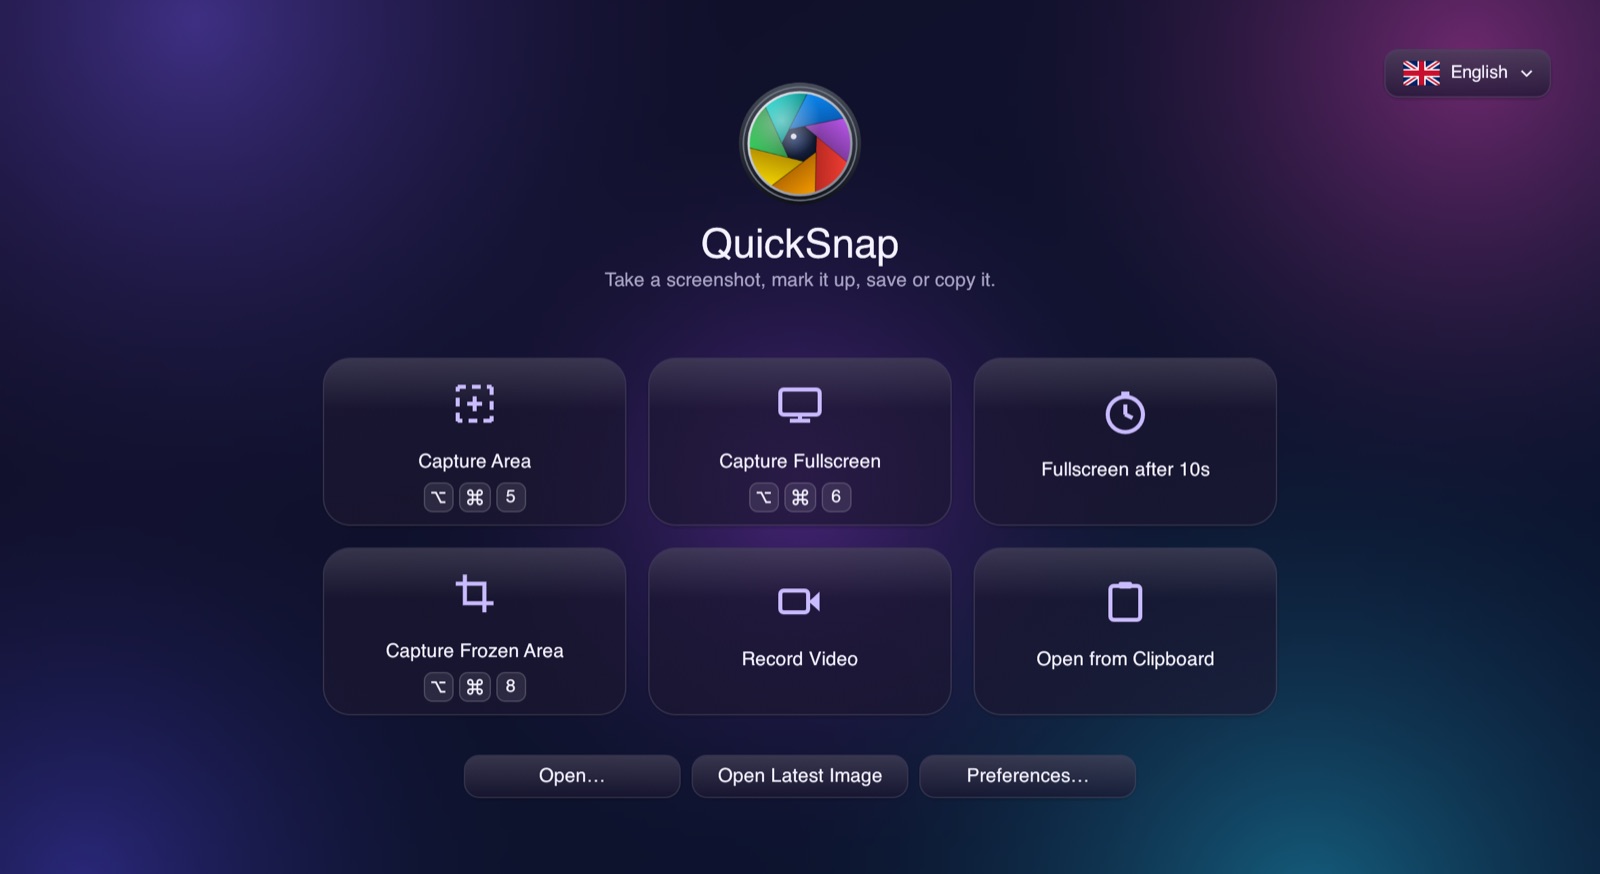 English
QuickSnap
Take a screenshot, mark it up, save or copy it.
Capture Area
⌥ ⌘ 5
Capture Fullscreen
⌥ ⌘ 6
Fullscreen after 10s
Capture Frozen Area
⌥ ⌘ 8
Record Video
Open from Clipboard
Open…
Open Latest Image
Preferences…